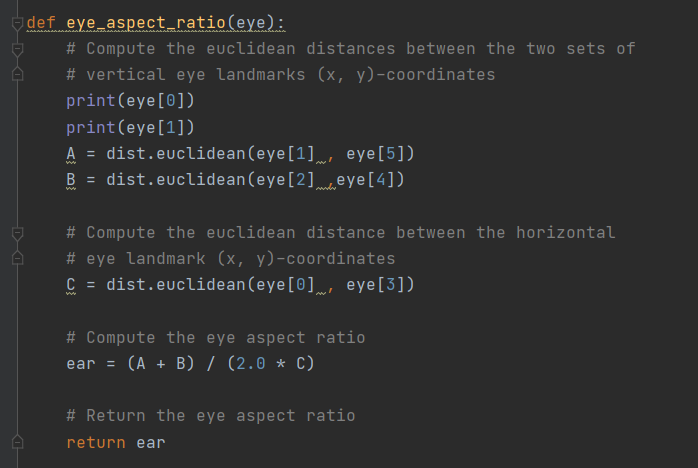 def eye_aspect_ratio(eye):
    # Compute the euclidean distances between the two sets of
    # vertical eye landmarks (x, y)-coordinates
    print(eye[0])
    print(eye[1])
    A = dist.euclidean(eye[1] , eye[5])
    B = dist.euclidean(eye[2] ,eye[4])

    # Compute the euclidean distance between the horizontal
    # eye landmark (x, y)-coordinates
    C = dist.euclidean(eye[0] , eye[3])

    # Compute the eye aspect ratio
    ear = (A + B) / (2.0 * C)

    # Return the eye aspect ratio
    return ear